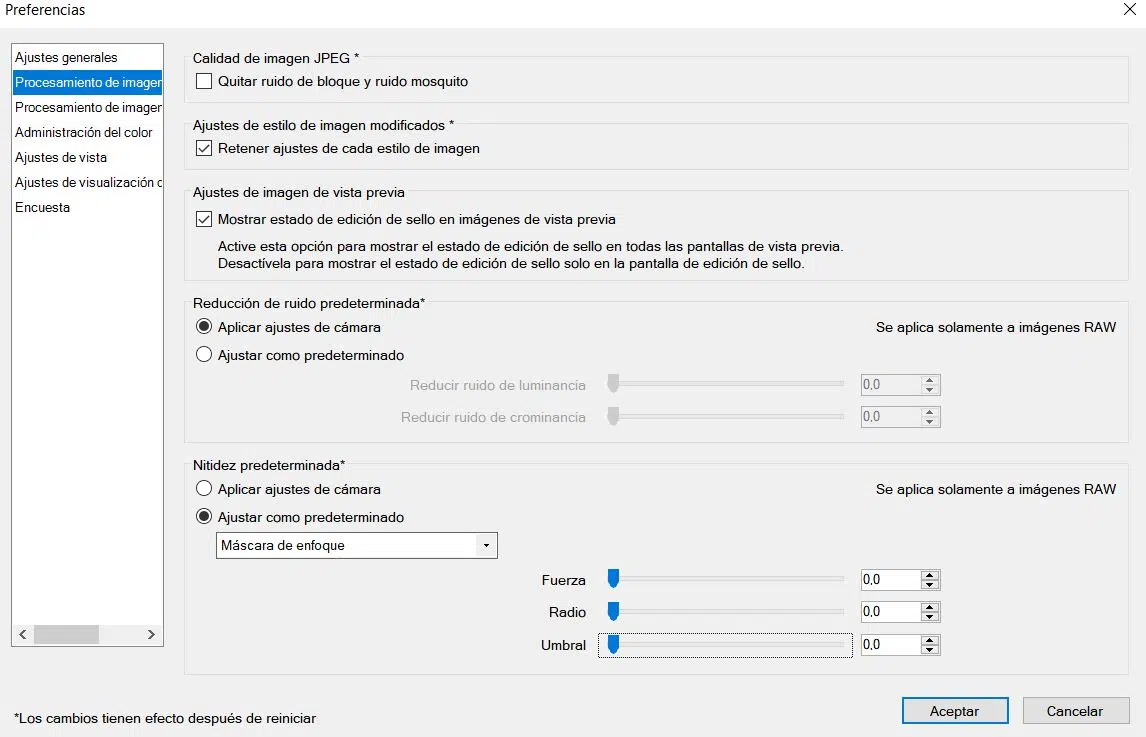 Preferencias
Ajustes generales
Procesamiento de imagen
Procesamiento de imagen
Administración del color
Ajustes de vista
Ajustes de visualización c
Encuesta
Calidad de imagen JPEG *
Quitar ruido de bloque y ruido mosquito
Ajustes de estilo de imagen modificados *
Retener ajustes de cada estilo de imagen
Ajustes de imagen de vista previa
Mostrar estado de edición de sello en imágenes de vista previa
Active esta opción para mostrar el estado de edición de sello en todas las pantallas de vista previa.
Desactívela para mostrar el estado de edición de sello solo en la pantalla de edición de sello.
Reducción de ruido predeterminada*
Aplicar ajustes de cámara Se aplica solamente a imágenes RAW
Ajustar como predeterminado
Reducir ruido de luminancia 0,0
Reducir ruido de crominancia 0,0
Nitidez predeterminada*
Aplicar ajustes de cámara Se aplica solamente a imágenes RAW
Ajustar como predeterminado
Máscara de enfoque
Fuerza 0,0
Radio 0,0
Umbral 0,0
*Los cambios tienen efecto después de reiniciar
Aceptar Cancelar